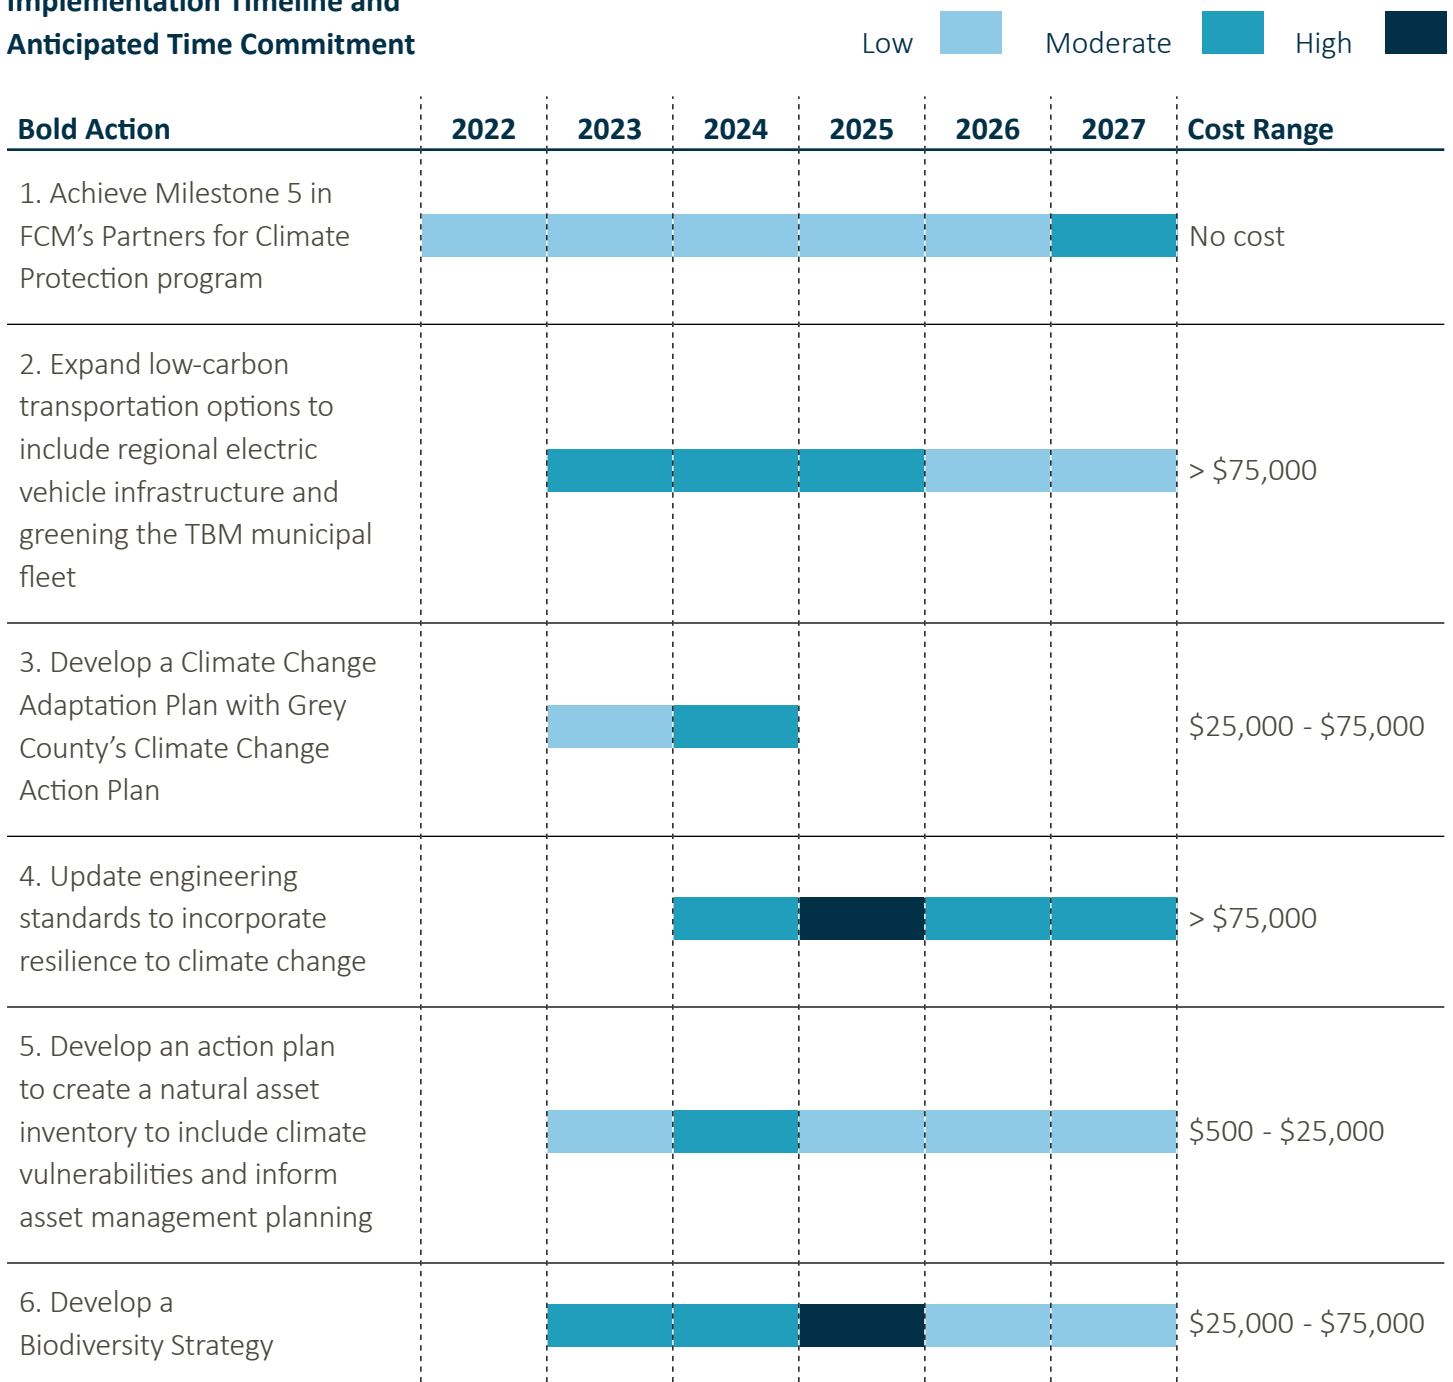 Implementation Timeline and
Anticipated Time Commitment
Low Moderate High
Bold Action 2022 2023 2024 2025 2026 2027 Cost Range
1. Achieve Milestone 5 in
FCM’s Partners for Climate
Protection program
No cost
2. Expand low-carbon
transportation options to
include regional electric
vehicle infrastructure and
greening the TBM municipal
fleet
> $75,000
3. Develop a Climate Change
Adaptation Plan with Grey
County’s Climate Change
Action Plan
$25,000 - $75,000
4. Update engineering
standards to incorporate
resilience to climate change
> $75,000
5. Develop an action plan
to create a natural asset
inventory to include climate
vulnerabilities and inform
asset management planning
$500 - $25,000
6. Develop a
Biodiversity Strategy
$25,000 - $75,000